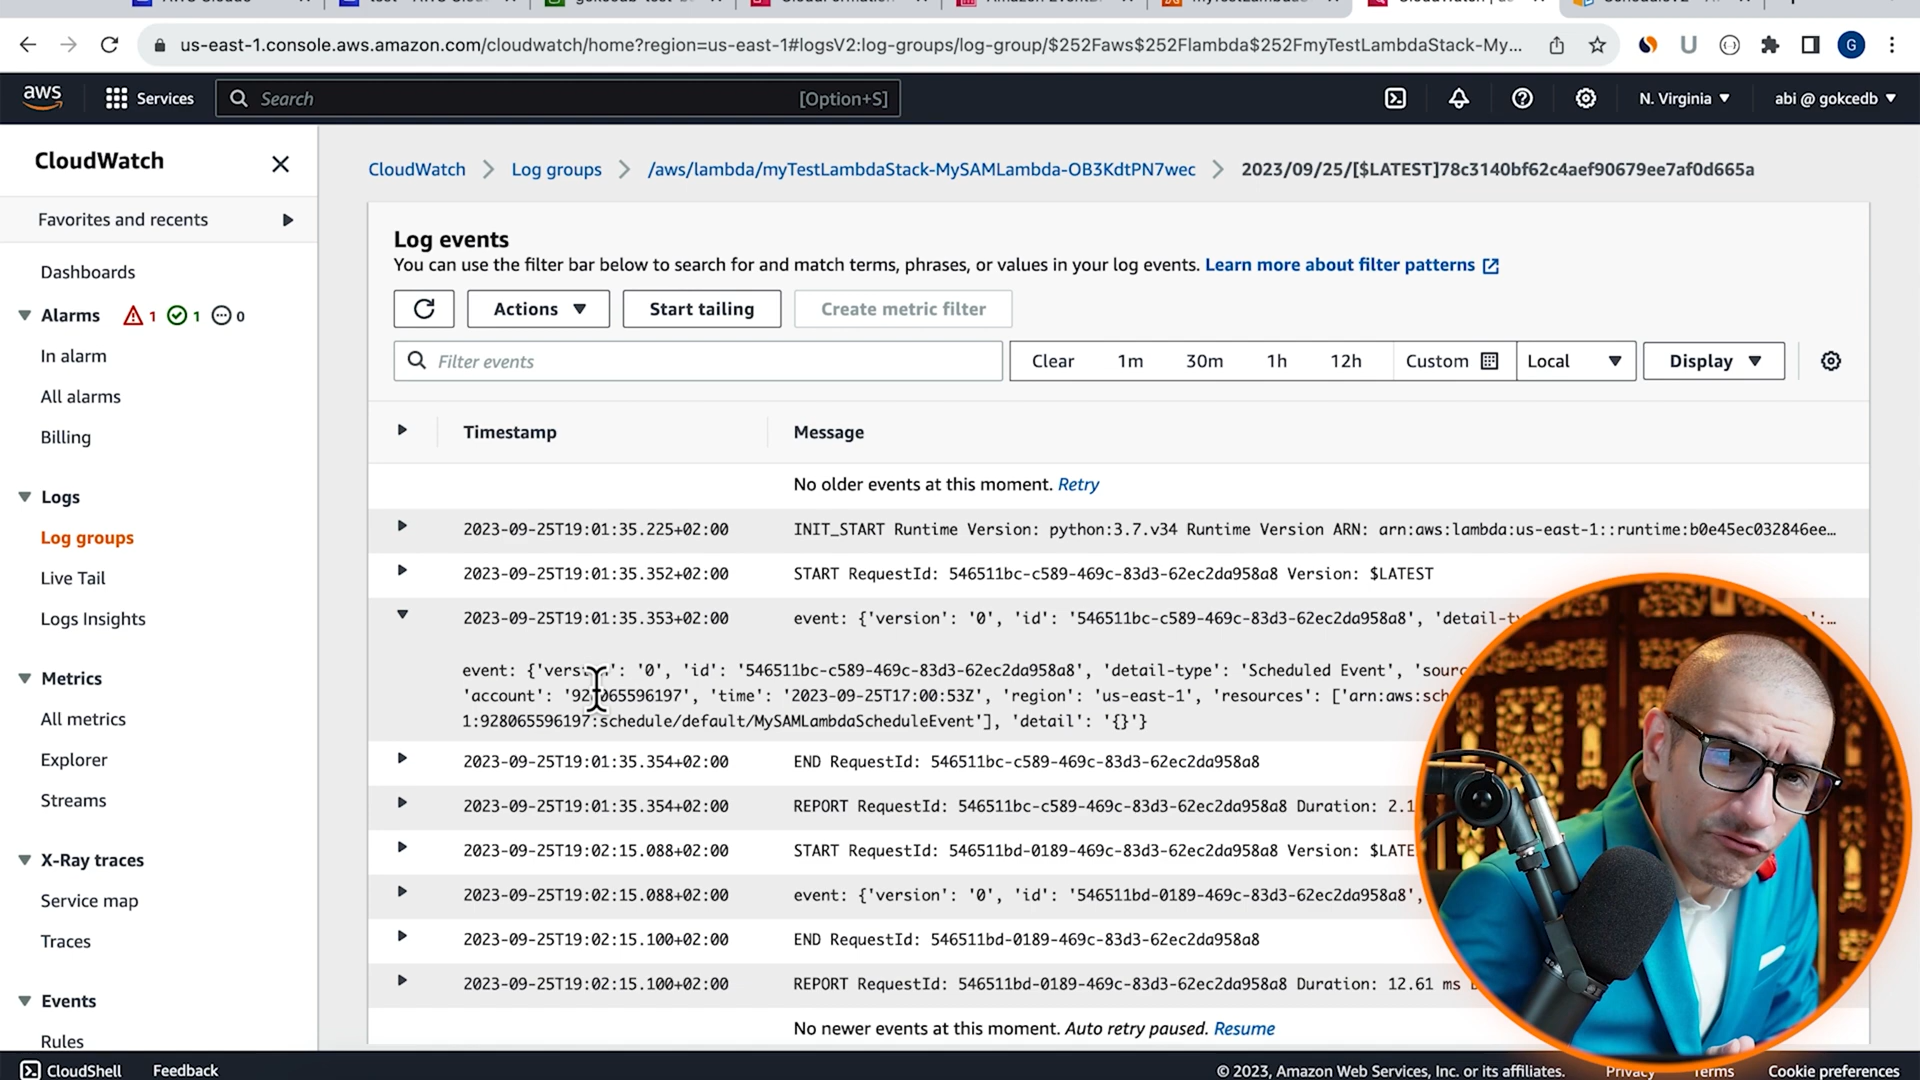 us-east-1.console.aws.amazon.com/cloudwatch/home?region=us-east-1#logsV2:log-groups/log-group/$252Faws$252Flambda$252FmyTestLambdaStack-My...
G
aws Services Search [Option+S] N. Virginia abi @ gokcedb
CloudWatch
Favorites and recents
Dashboards
Alarms 1 1 0
In alarm
All alarms
Billing
Logs
Log groups
Live Tail
Logs Insights
Metrics
All metrics
Explorer
Streams
X-Ray traces
Service map
Traces
Events
Rules
CloudWatch Log groups /aws/lambda/myTestLambdaStack-MySAMLambda-OB3KdtPN7wec 2023/09/25/[$LATEST]78c3140bf62c4aef90679ee7af0d665a
Log events
You can use the filter bar below to search for and match terms, phrases, or values in your log events. Learn more about filter patterns
Actions Start tailing Create metric filter
Filter events Clear 1m 30m 1h 12h Custom Local Display
Timestamp Message
No older events at this moment. Retry
2023-09-25T19:01:35.225+02:00 INIT_START Runtime Version: python:3.7.v34 Runtime Version ARN: arn:aws:lambda:us-east-1::runtime:b0e45ec032846ee...
2023-09-25T19:01:35.352+02:00 START RequestId: 546511bc-c589-469c-83d3-62ec2da958a8 Version: $LATEST
2023-09-25T19:01:35.353+02:00 event: {'version': '0', 'id': '546511bc-c589-469c-83d3-62ec2da958a8', 'detail-ty
event: {'version': '0', 'id': '546511bc-c589-469c-83d3-62ec2da958a8', 'detail-type': 'Scheduled Event', 'sourc
'account': '928065596197', 'time': '2023-09-25T17:00:53Z', 'region': 'us-east-1', 'resources': ['arn:aws:sch
1:928065596197:schedule/default/MySAMLambdaScheduleEvent'], 'detail': '{}'}
2023-09-25T19:01:35.354+02:00 END RequestId: 546511bc-c589-469c-83d3-62ec2da958a8
2023-09-25T19:01:35.354+02:00 REPORT RequestId: 546511bc-c589-469c-83d3-62ec2da958a8 Duration: 2.1
2023-09-25T19:02:15.088+02:00 START RequestId: 546511bd-0189-469c-83d3-62ec2da958a8 Version: $LATE
2023-09-25T19:02:15.088+02:00 event: {'version': '0', 'id': '546511bd-0189-469c-83d3-62ec2da958a8',
2023-09-25T19:02:15.100+02:00 END RequestId: 546511bd-0189-469c-83d3-62ec2da958a8
2023-09-25T19:02:15.100+02:00 REPORT RequestId: 546511bd-0189-469c-83d3-62ec2da958a8 Duration: 12.61 ms
No newer events at this moment. Auto retry paused. Resume
CloudShell Feedback © 2023, Amazon Web Services, Inc. or its affiliates. Privacy Terms Cookie preferences